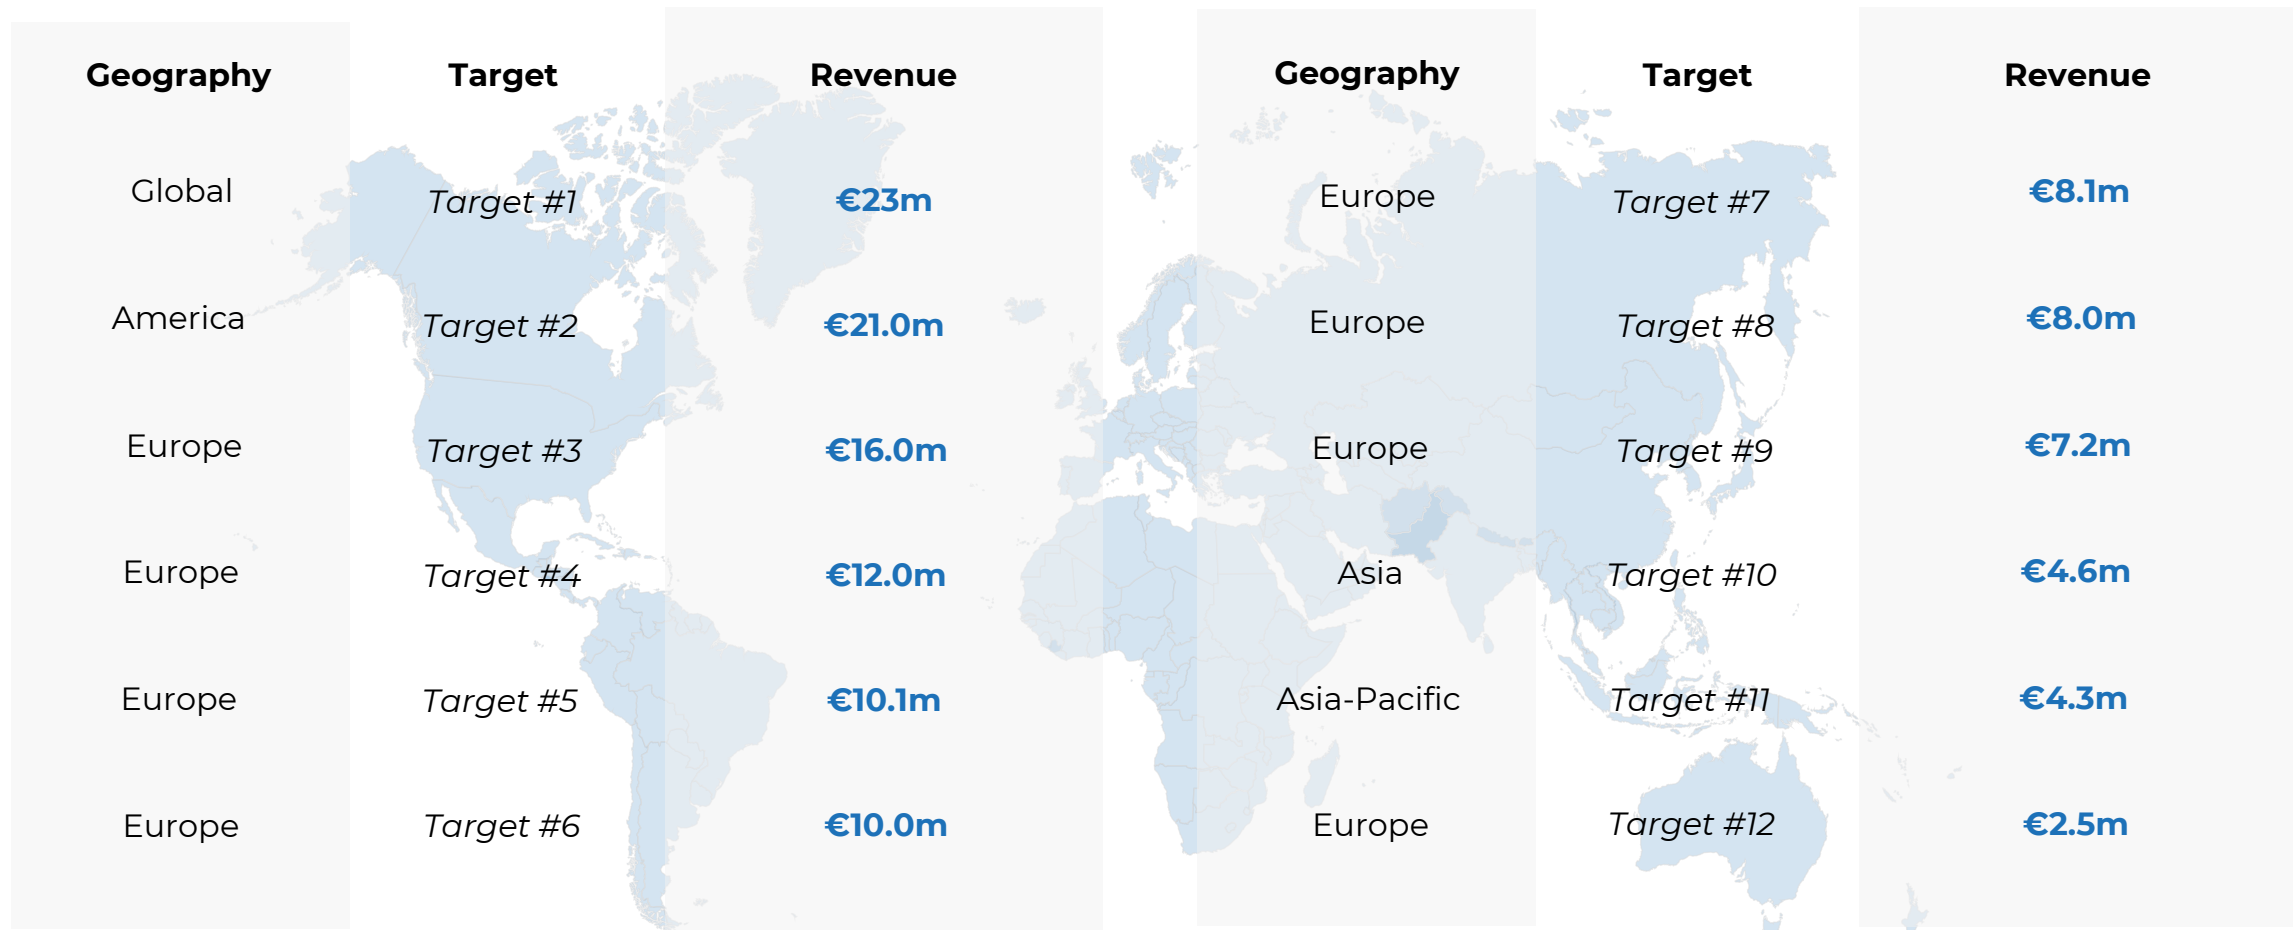 Geography Target Revenue
Global Target #1 €23m
America Target #2 €21.0m
Europe Target #3 €16.0m
Europe Target #4 €12.0m
Europe Target #5 €10.1m
Europe Target #6 €10.0m
Geography Target Revenue
Europe Target #7 €8.1m
Europe Target #8 €8.0m
Europe Target #9 €7.2m
Asia Target #10 €4.6m
Asia-Pacific Target #11 €4.3m
Europe Target #12 €2.5m